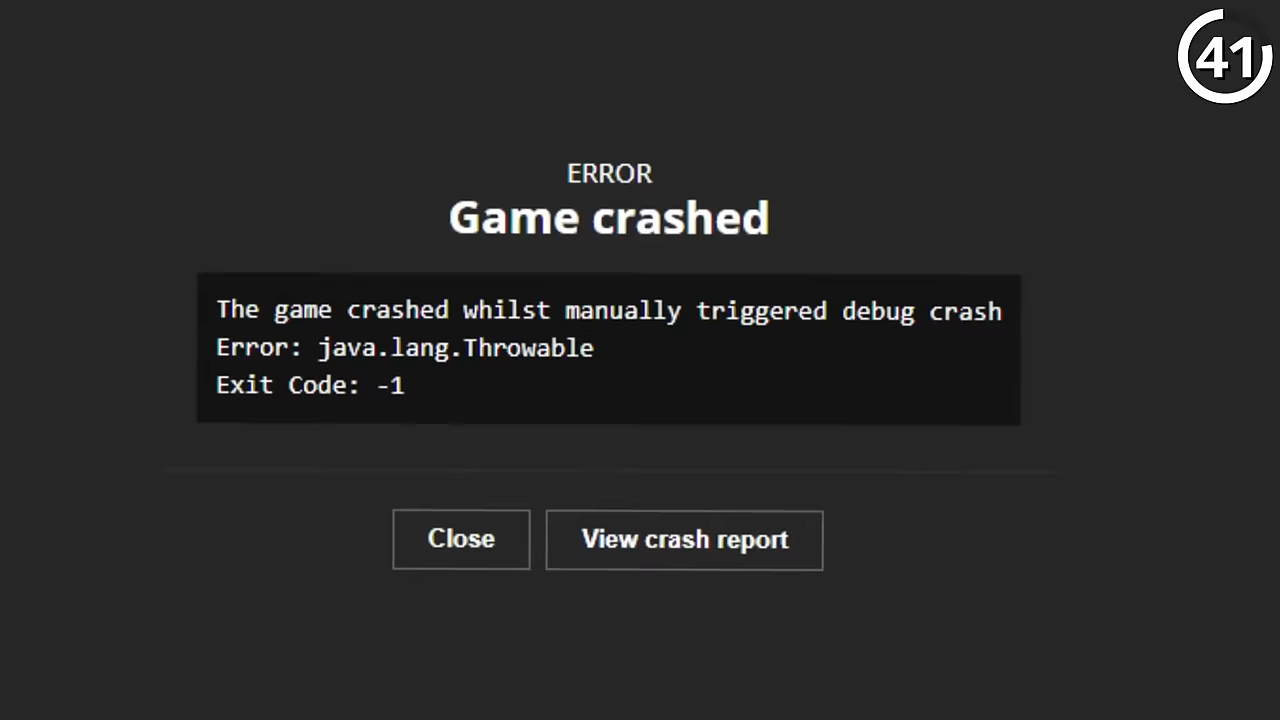 41
ERROR
Game crashed
The game crashed whilst manually triggered debug crash
Error: java.lang.Throwable
Exit Code: -1
Close
View crash report